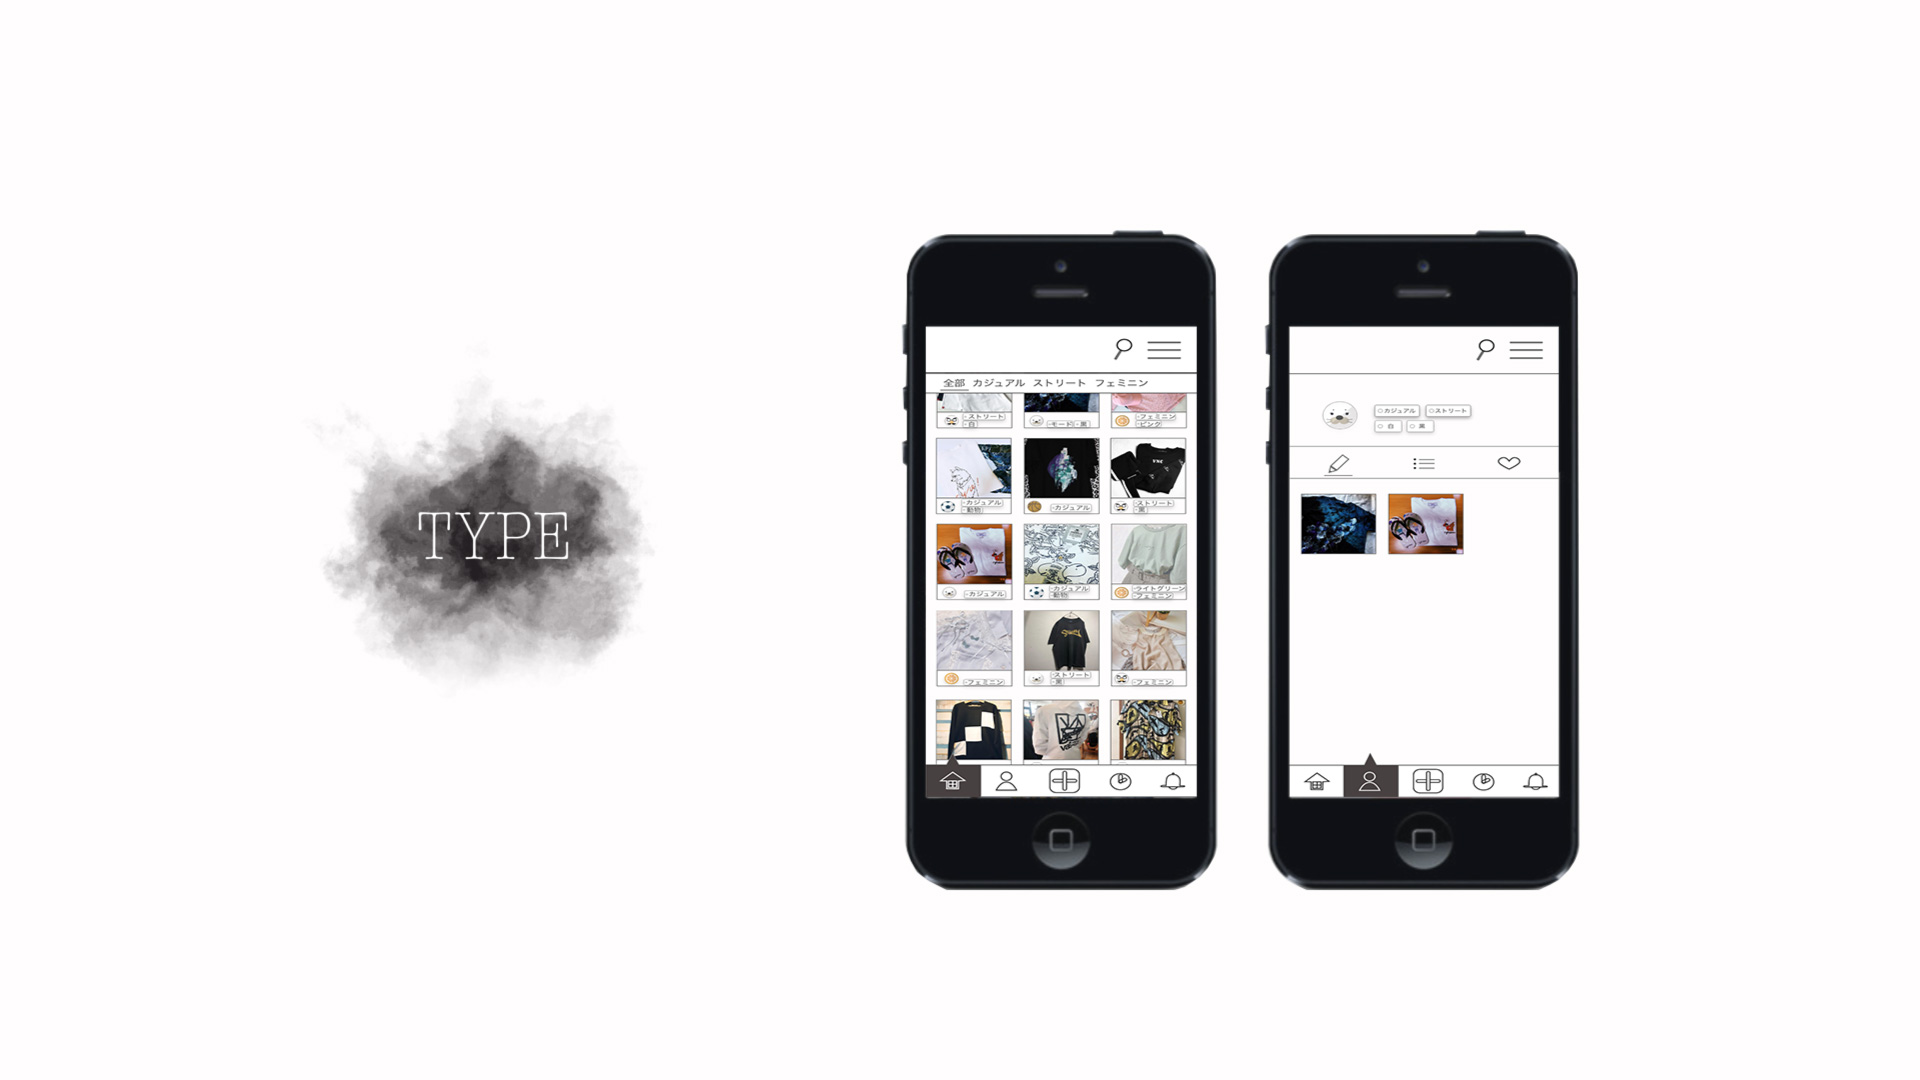 TYPE
全部 カジュアル ストリート フェミニン
-ストリート
-白
-モード -黒
-フェミニン
-ピンク
-カジュアル
-動物
-カジュアル
VNC
-ストリート
-黒
-カジュアル
-カジュアル
-動物
-ライトグリーン
-フェミニン
-フェミニン
-ストリート
-黒
-フェミニン
カジュアル ストリート
白 黒